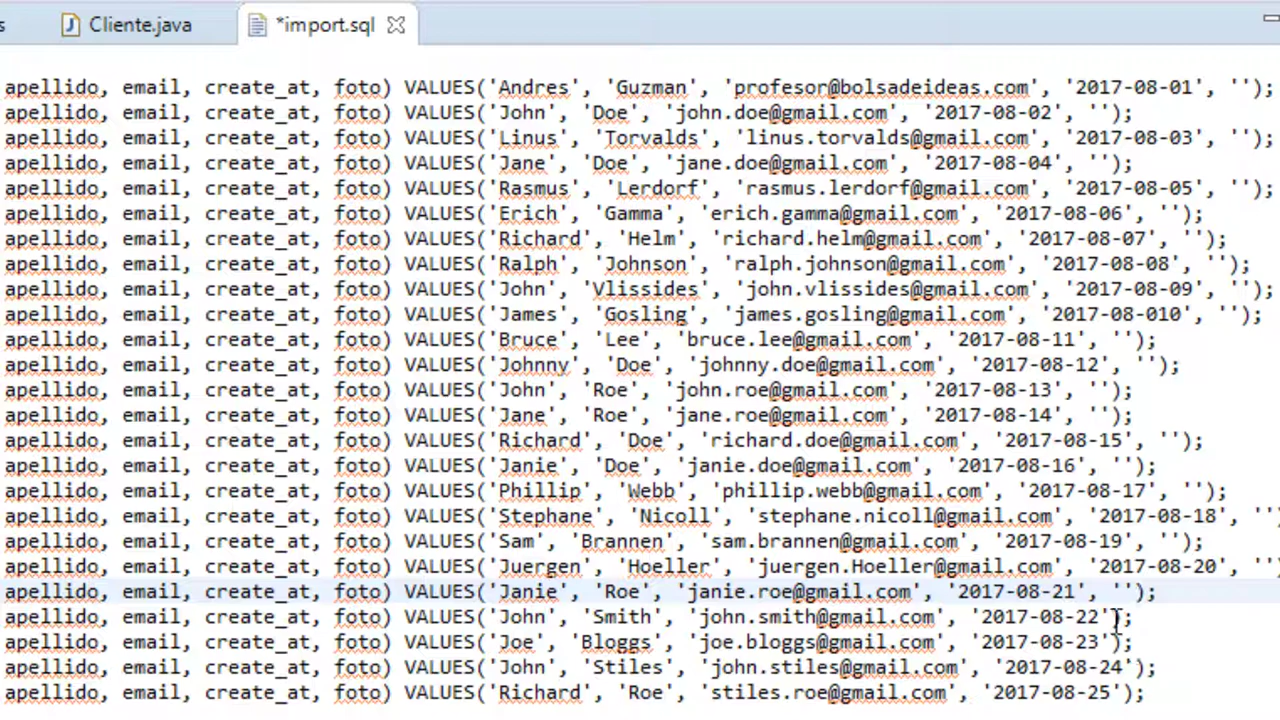 s Cliente.java *import.sql
apellido, email, create_at, foto) VALUES('Andres', 'Guzman', 'profesor@bolsadeideas.com', '2017-08-01', '');
apellido, email, create_at, foto) VALUES('John', 'Doe', 'john.doe@gmail.com', '2017-08-02', '');
apellido, email, create_at, foto) VALUES('Linus', 'Torvalds', 'linus.torvalds@gmail.com', '2017-08-03', '');
apellido, email, create_at, foto) VALUES('Jane', 'Doe', 'jane.doe@gmail.com', '2017-08-04', '');
apellido, email, create_at, foto) VALUES('Rasmus', 'Lerdorf', 'rasmus.lerdorf@gmail.com', '2017-08-05', '');
apellido, email, create_at, foto) VALUES('Erich', 'Gamma', 'erich.gamma@gmail.com', '2017-08-06', '');
apellido, email, create_at, foto) VALUES('Richard', 'Helm', 'richard.helm@gmail.com', '2017-08-07', '');
apellido, email, create_at, foto) VALUES('Ralph', 'Johnson', 'ralph.johnson@gmail.com', '2017-08-08', '');
apellido, email, create_at, foto) VALUES('John', 'Vlissides', 'john.vlissides@gmail.com', '2017-08-09', '');
apellido, email, create_at, foto) VALUES('James', 'Gosling', 'james.gosling@gmail.com', '2017-08-010', '');
apellido, email, create_at, foto) VALUES('Bruce', 'Lee', 'bruce.lee@gmail.com', '2017-08-11', '');
apellido, email, create_at, foto) VALUES('Johnny', 'Doe', 'johnny.doe@gmail.com', '2017-08-12', '');
apellido, email, create_at, foto) VALUES('John', 'Roe', 'john.roe@gmail.com', '2017-08-13', '');
apellido, email, create_at, foto) VALUES('Jane', 'Roe', 'jane.roe@gmail.com', '2017-08-14', '');
apellido, email, create_at, foto) VALUES('Richard', 'Doe', 'richard.doe@gmail.com', '2017-08-15', '');
apellido, email, create_at, foto) VALUES('Janie', 'Doe', 'janie.doe@gmail.com', '2017-08-16', '');
apellido, email, create_at, foto) VALUES('Phillip', 'Webb', 'phillip.webb@gmail.com', '2017-08-17', '');
apellido, email, create_at, foto) VALUES('Stephane', 'Nicoll', 'stephane.nicoll@gmail.com', '2017-08-18', ''
apellido, email, create_at, foto) VALUES('Sam', 'Brannen', 'sam.brannen@gmail.com', '2017-08-19', '');
apellido, email, create_at, foto) VALUES('Juergen', 'Hoeller', 'juergen.Hoeller@gmail.com', '2017-08-20', ''
apellido, email, create_at, foto) VALUES('Janie', 'Roe', 'janie.roe@gmail.com', '2017-08-21', '');
apellido, email, create_at, foto) VALUES('John', 'Smith', 'john.smith@gmail.com', '2017-08-22');
apellido, email, create_at, foto) VALUES('Joe', 'Bloggs', 'joe.bloggs@gmail.com', '2017-08-23');
apellido, email, create_at, foto) VALUES('John', 'Stiles', 'john.stiles@gmail.com', '2017-08-24');
apellido, email, create_at, foto) VALUES('Richard', 'Roe', 'stiles.roe@gmail.com', '2017-08-25');